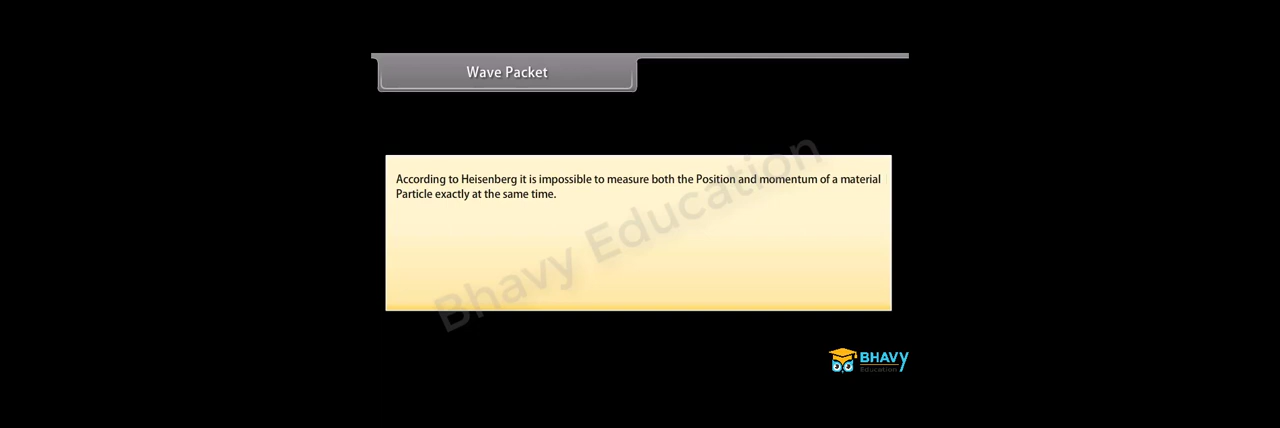 Wave Packet
According to Heisenberg it is impossible to measure both the Position and momentum of a material
Particle exactly at the same time.
Bhavy Education
BHAVY
Education